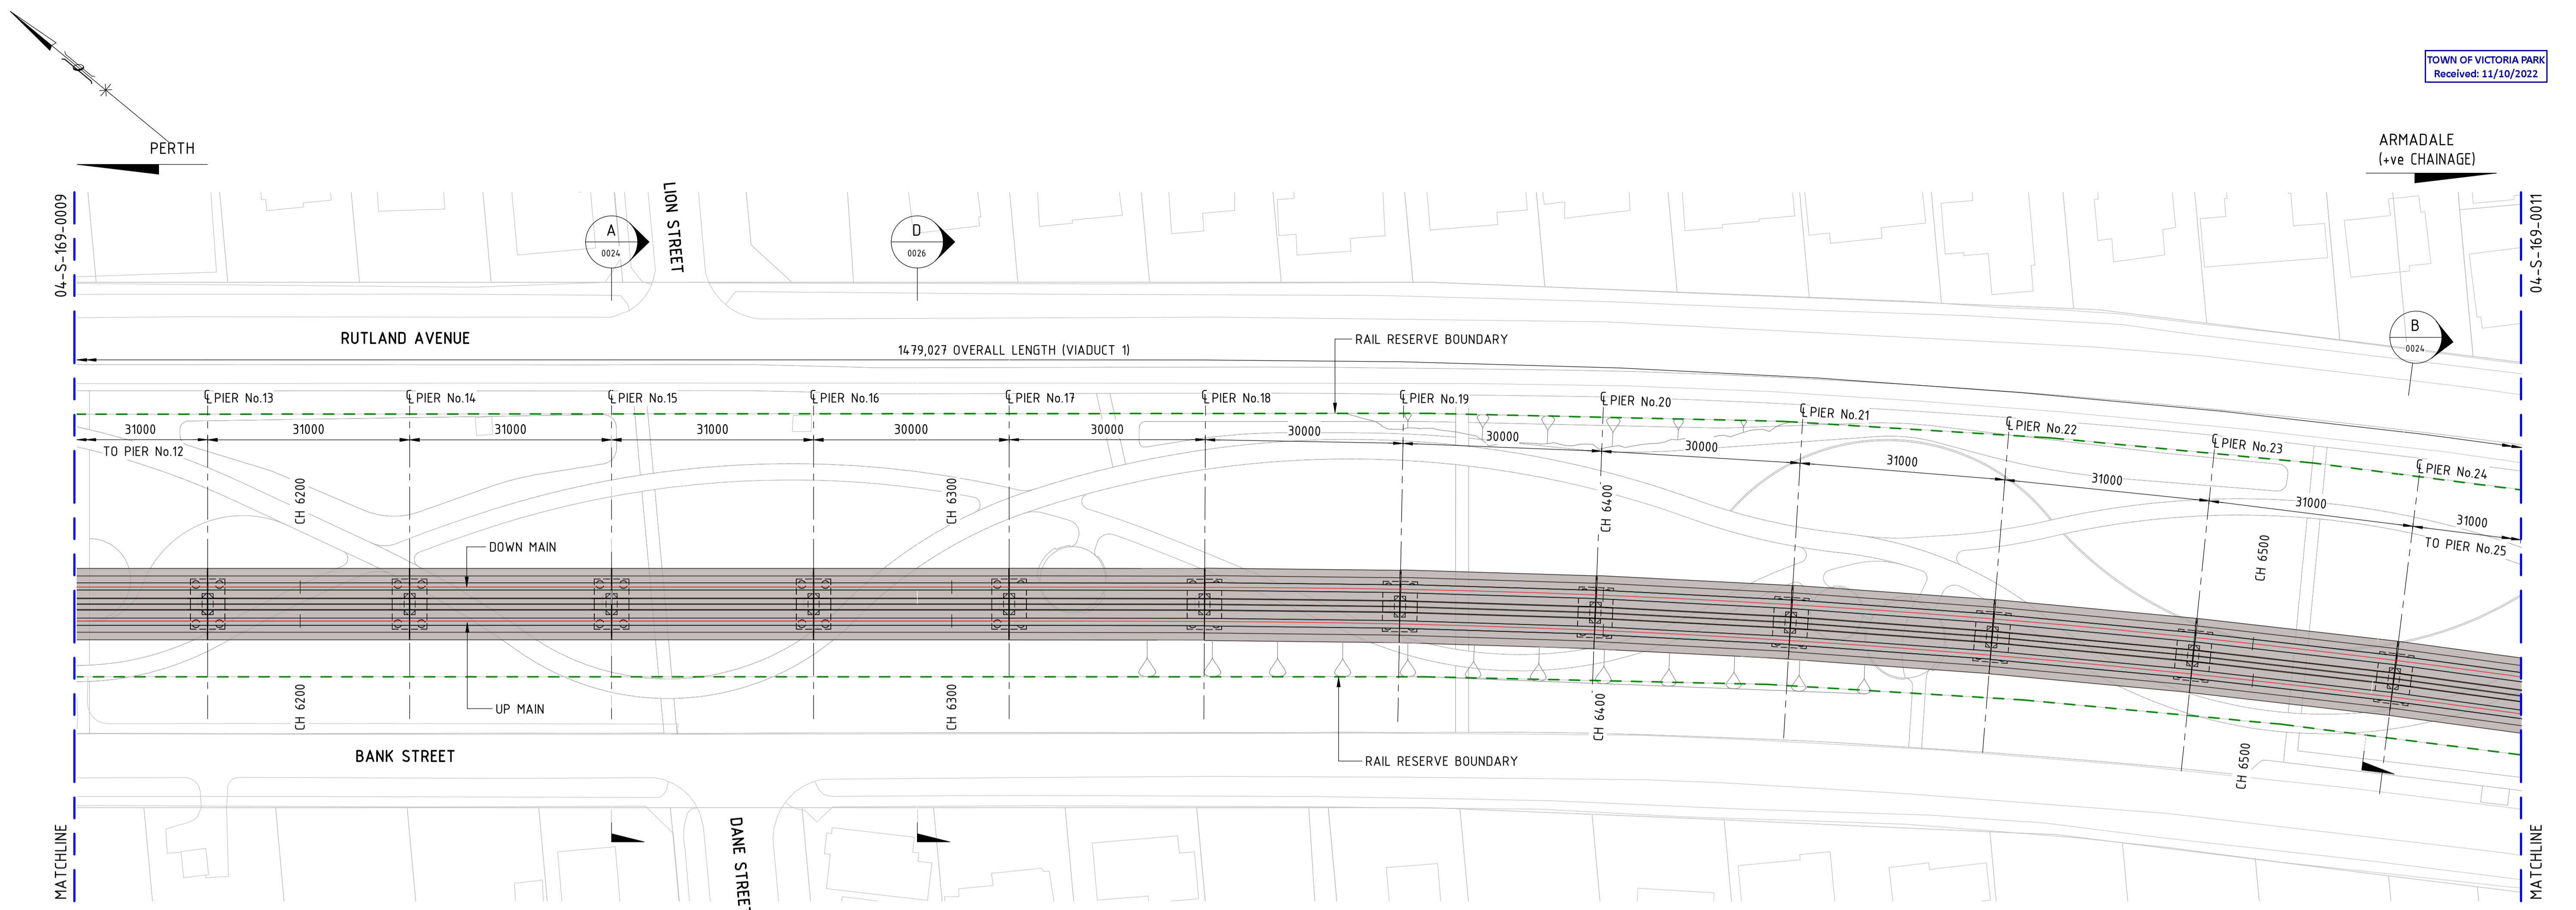 TOWN OF VICTORIA PARK
Received: 11/10/2022
PERTH
ARMADALE
(+ve CHAINAGE)
04-S-169-0009
04-S-169-0011
LION STREET
A
0024
D
0026
B
0024
RUTLAND AVENUE
1479,027 OVERALL LENGTH (VIADUCT 1)
RAIL RESERVE BOUNDARY
℄ PIER No.13
℄ PIER No.14
℄ PIER No.15
℄ PIER No.16
℄ PIER No.17
℄ PIER No.18
℄ PIER No.19
℄ PIER No.20
℄ PIER No.21
℄ PIER No.22
℄ PIER No.23
℄ PIER No.24
31000
31000
31000
31000
30000
30000
30000
30000
30000
31000
31000
31000
31000
TO PIER No.12
TO PIER No.25
CH 6200
CH 6300
CH 6400
CH 6500
DOWN MAIN
UP MAIN
CH 6200
CH 6300
CH 6400
CH 6500
BANK STREET
RAIL RESERVE BOUNDARY
DANE STREET
MATCHLINE
MATCHLINE